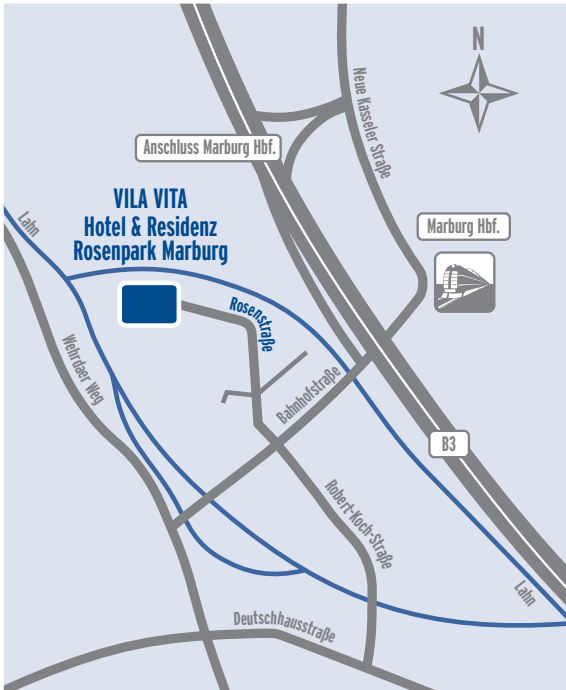 N
Neue Kasseler Straße
Anschluss Marburg Hbf.
VILA VITA
Hotel & Residenz
Rosenpark Marburg
Lahn
Marburg Hbf.
Rosenstraße
Wehrdaer Weg
Bahnhofstraße
B3
Robert-Koch-Straße
Lahn
Deutschhausstraße